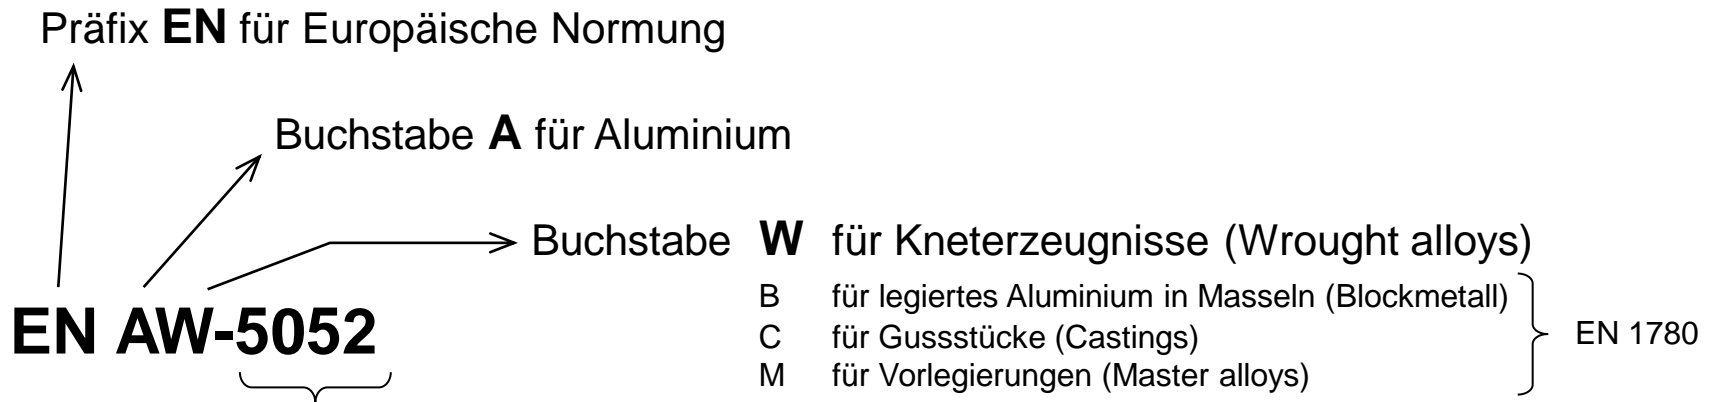 Präfix EN für Europäische Normung
Buchstabe A für Aluminium
Buchstabe W für Kneterzeugnisse (Wrought alloys)
B für legiertes Aluminium in Masseln (Blockmetall)
EN AW-5052
C für Gussstücke (Castings)
EN 1780
M für Vorlegierungen (Master alloys)